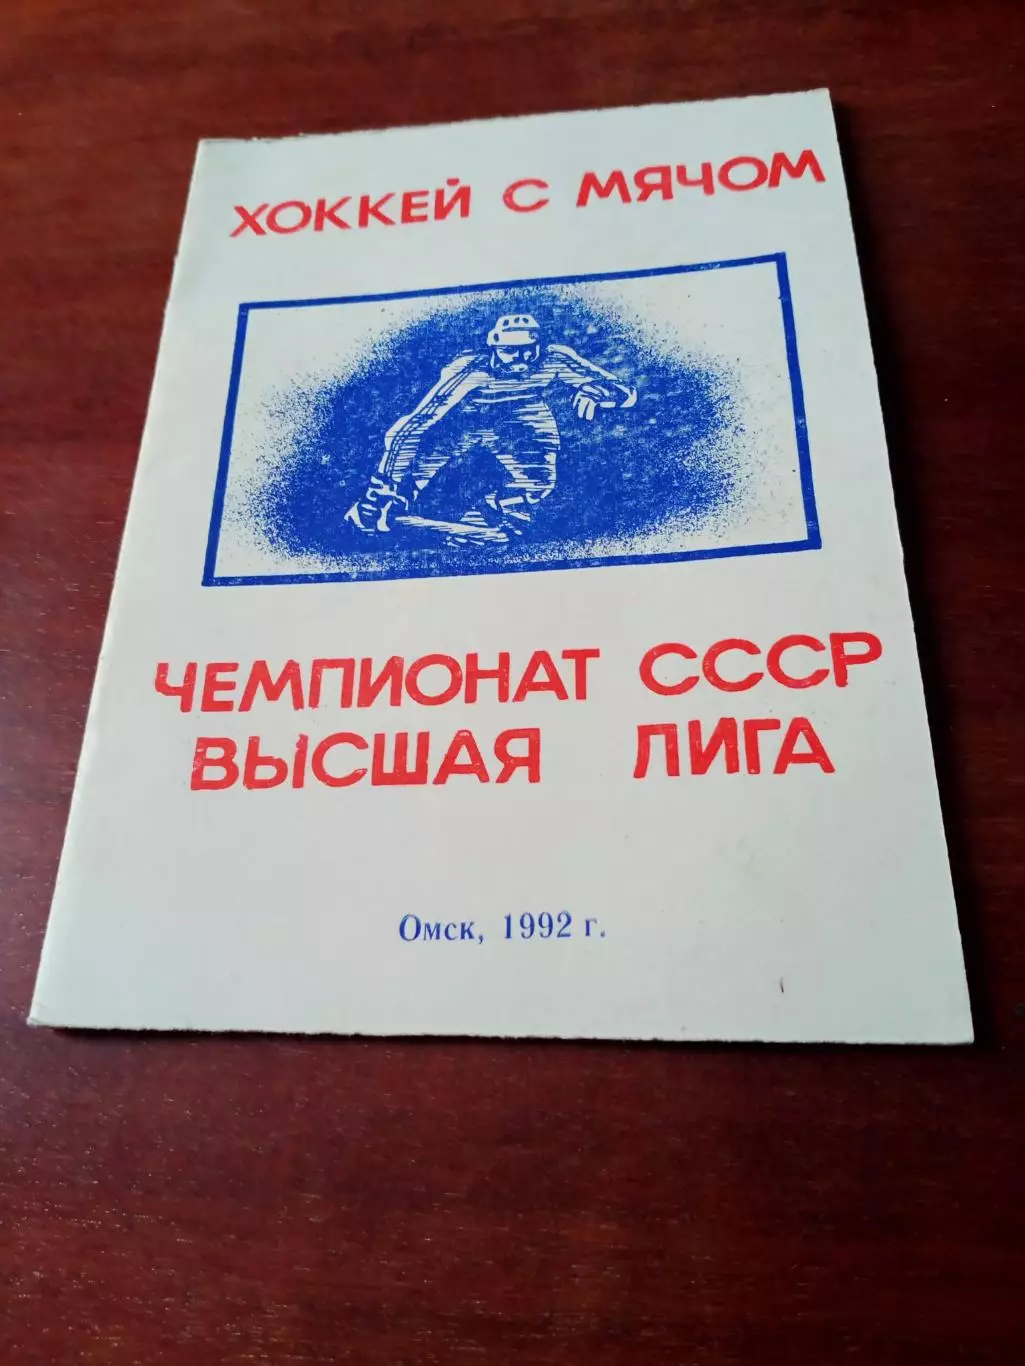 ХОККЕЙ С МЯЧОМ
ЧЕМПИОНАТ СССР
ВЫСШАЯ ЛИГА
Омск, 1992 г.